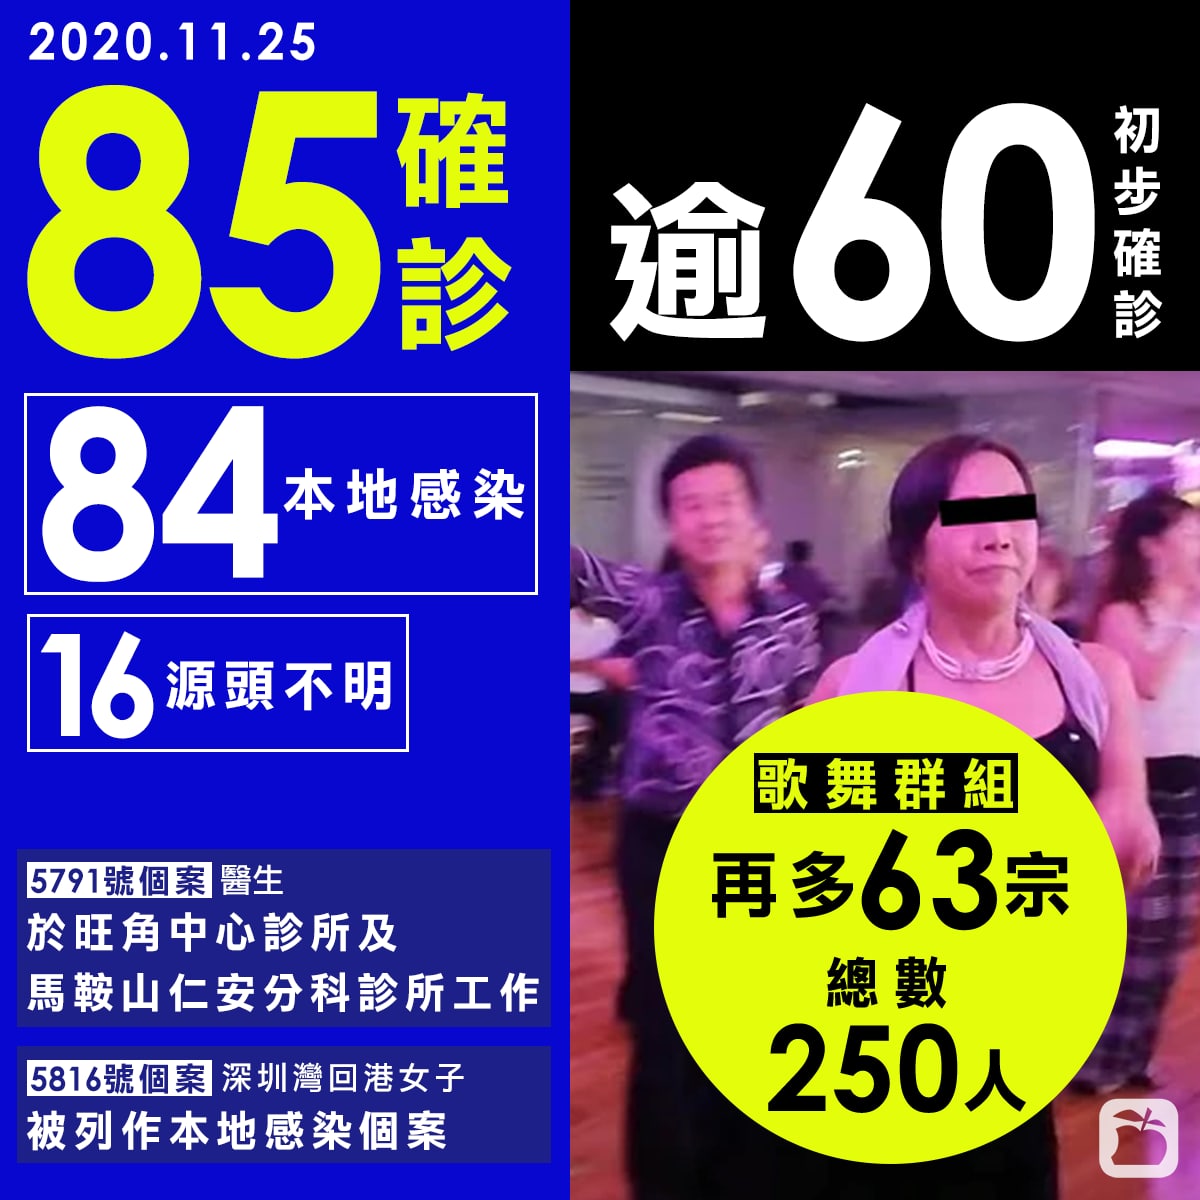 2020.11.25
85確診
84本地感染
16源頭不明
5791號個案 醫生
於旺角中心診所及
馬鞍山仁安分科診所工作
5816號個案 深圳灣回港女子
被列作本地感染個案
逾60初步確診
歌舞群組
再多63宗
總數
250人